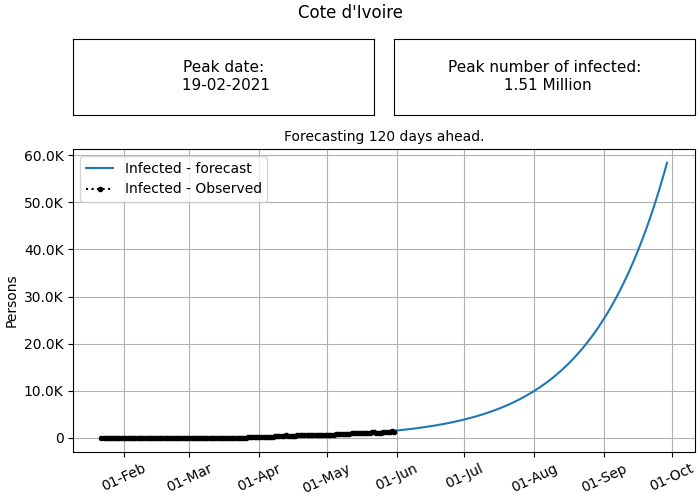 Cote d'Ivoire
Peak date:
19-02-2021
Peak number of infected:
1.51 Million
Forecasting 120 days ahead.
Infected - forecast
Infected - Observed
Persons
60.0K
50.0K
40.0K
30.0K
20.0K
10.0K
0
01-Feb
01-Mar
01-Apr
01-May
01-Jun
01-Jul
01-Aug
01-Sep
01-Oct